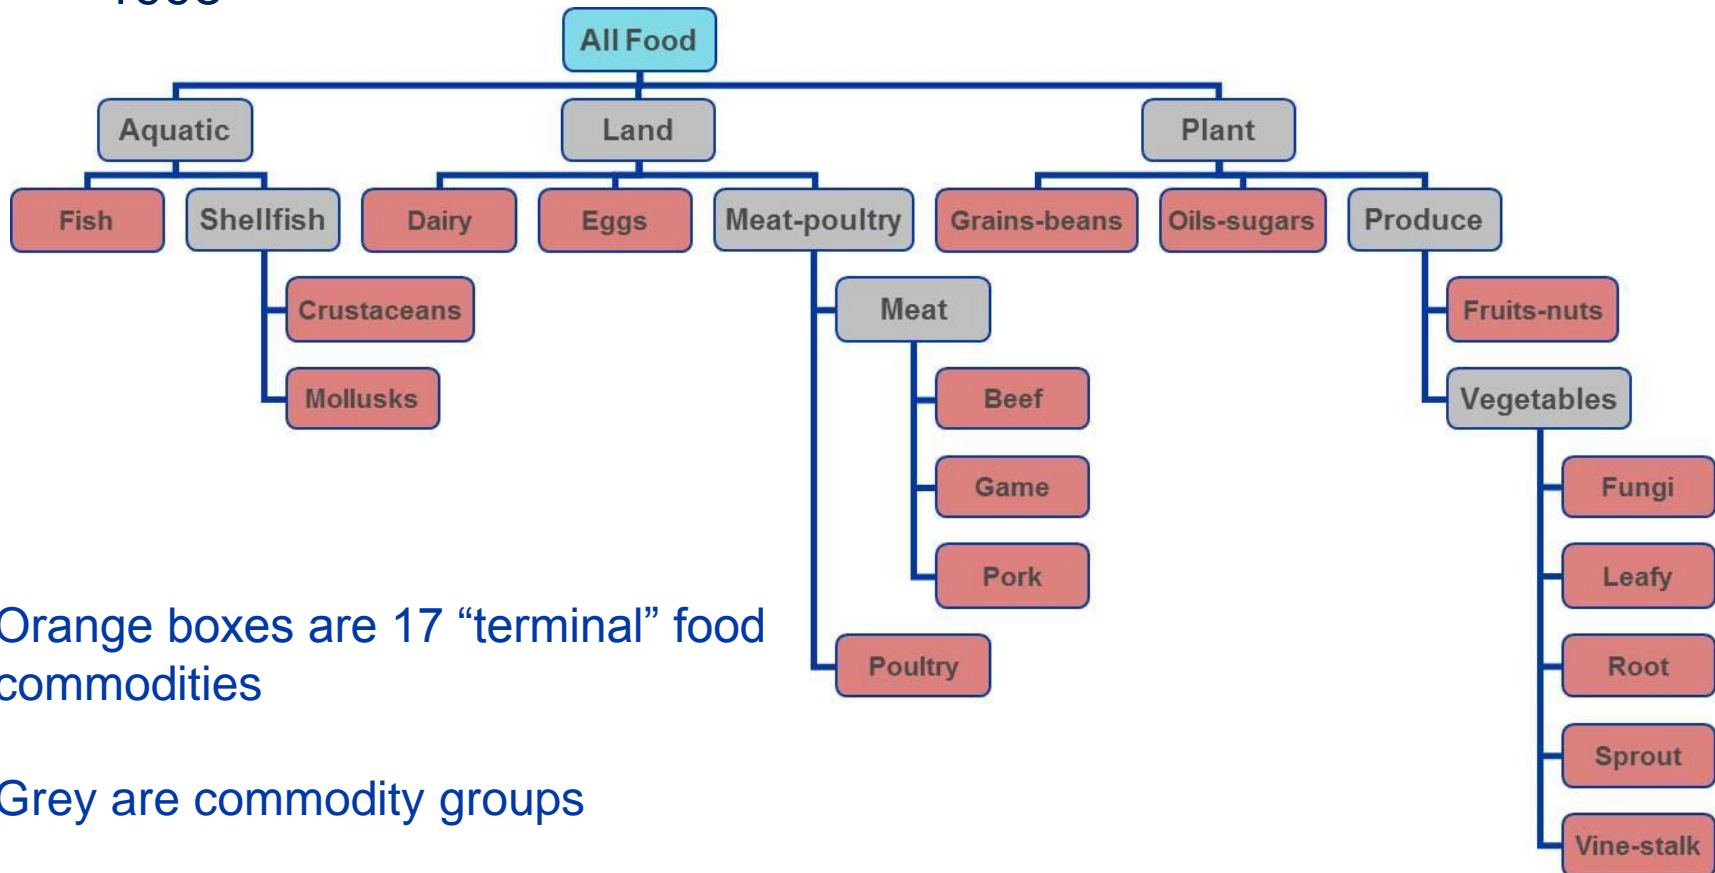 All Food
Aquatic
Land
Plant
Fish
Shellfish
Dairy
Eggs
Meat-poultry
Grains-beans
Oils-sugars
Produce
Crustaceans
Meat
Fruits-nuts
Mollusks
Beef
Vegetables
Game
Fungi
Pork
Leafy
Orange boxes are 17 “terminal” food
commodities
Poultry
Root
Sprout
Grey are commodity groups
Vine-stalk